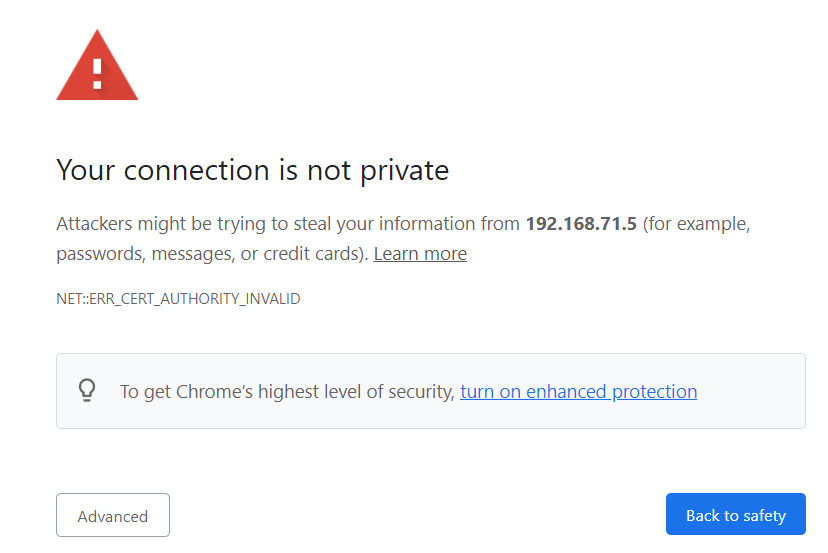 Your connection is not private
Attackers might be trying to steal your information from 192.168.71.5 (for example,
passwords, messages, or credit cards). Learn more
NET::ERR_CERT_AUTHORITY_INVALID
To get Chrome’s highest level of security, turn on enhanced protection
Advanced
Back to safety